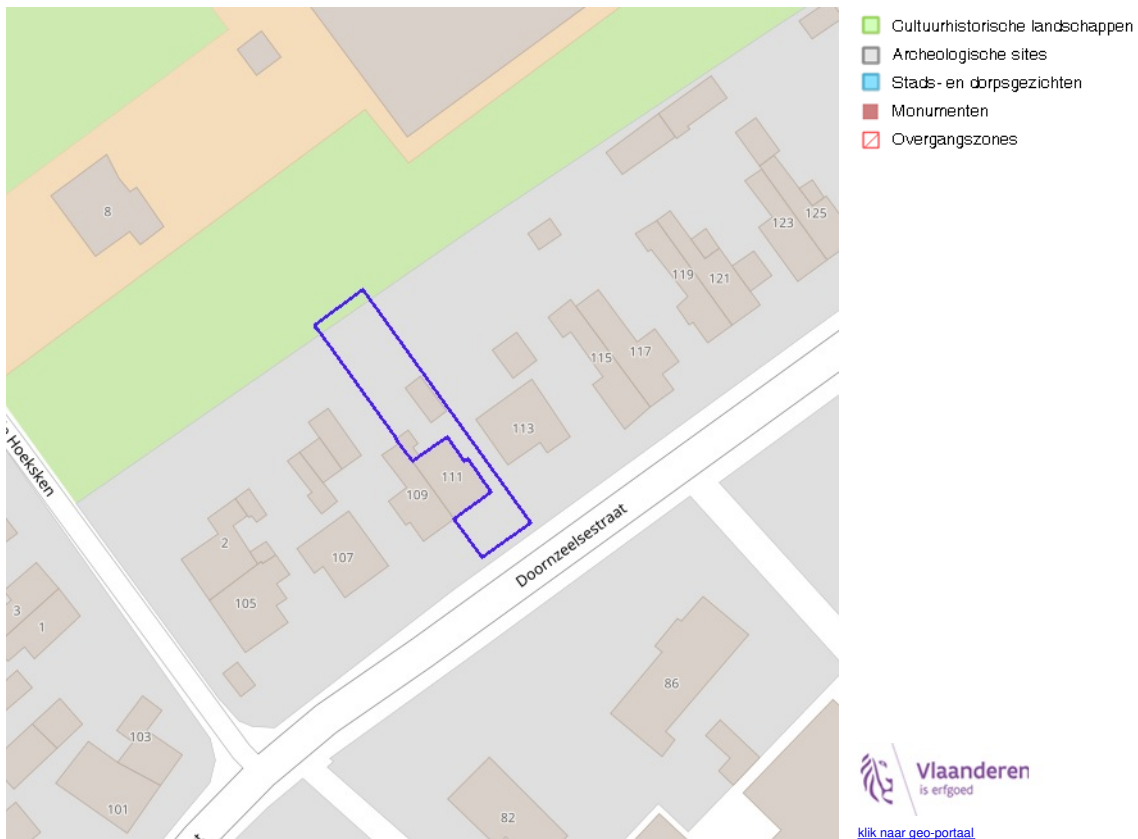 Cultuurhistorische landschappen
Archeologische sites
Stads- en dorpsgezichten
Monumenten
Overgangszones
8
125
123
119
121
115
117
113
111
109
107
2
105
Hoeksken
Doornzeelsestraat
3
1
86
103
101
82
Vlaanderen
is erfgoed
klik naar geo-portaal